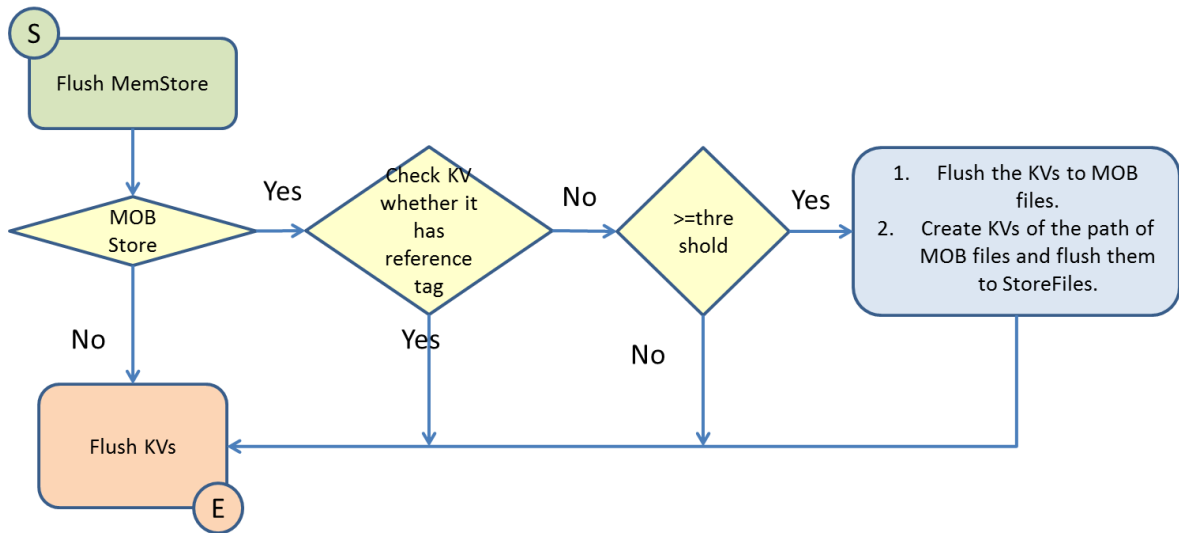 S
Flush MemStore
Yes
Check KV
whether it
has
reference
tag
No
>=thre
shold
Yes
1. Flush the KVs to MOB
files.
2. Create KVs of the path of
MOB files and flush them
to StoreFiles.
MOB
Store
No
Yes
No
Flush KVs
E